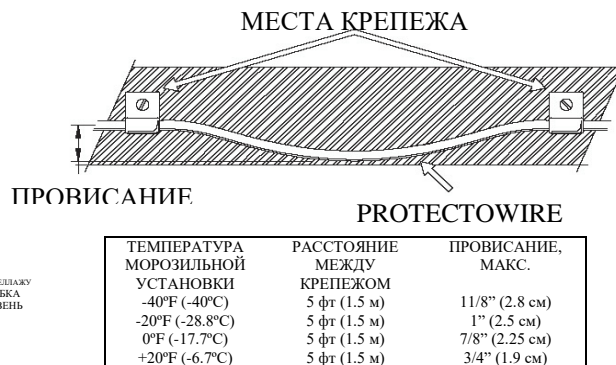 МЕСТА КРЕПЕЖА
ПРОВИСАНИЕ
PROTECTOWIRE
ЕЛЛАЖУ
БКА
ВЕНЬ
ТЕМПЕРАТУРА РАССТОЯНИЕ ПРОВИСАНИЕ,
МОРОЗИЛЬНОЙ МЕЖДУ МАКС.
УСТАНОВКИ КРЕПЕЖОМ
-40ºF (-40ºC) 5 фт (1.5 м) 11/8” (2.8 см)
-20ºF (-28.8ºC) 5 фт (1.5 м) 1” (2.5 см)
0ºF (-17.7ºC) 5 фт (1.5 м) 7/8” (2.25 см)
+20ºF (-6.7ºC) 5 фт (1.5 м) 3/4” (1.9 см)